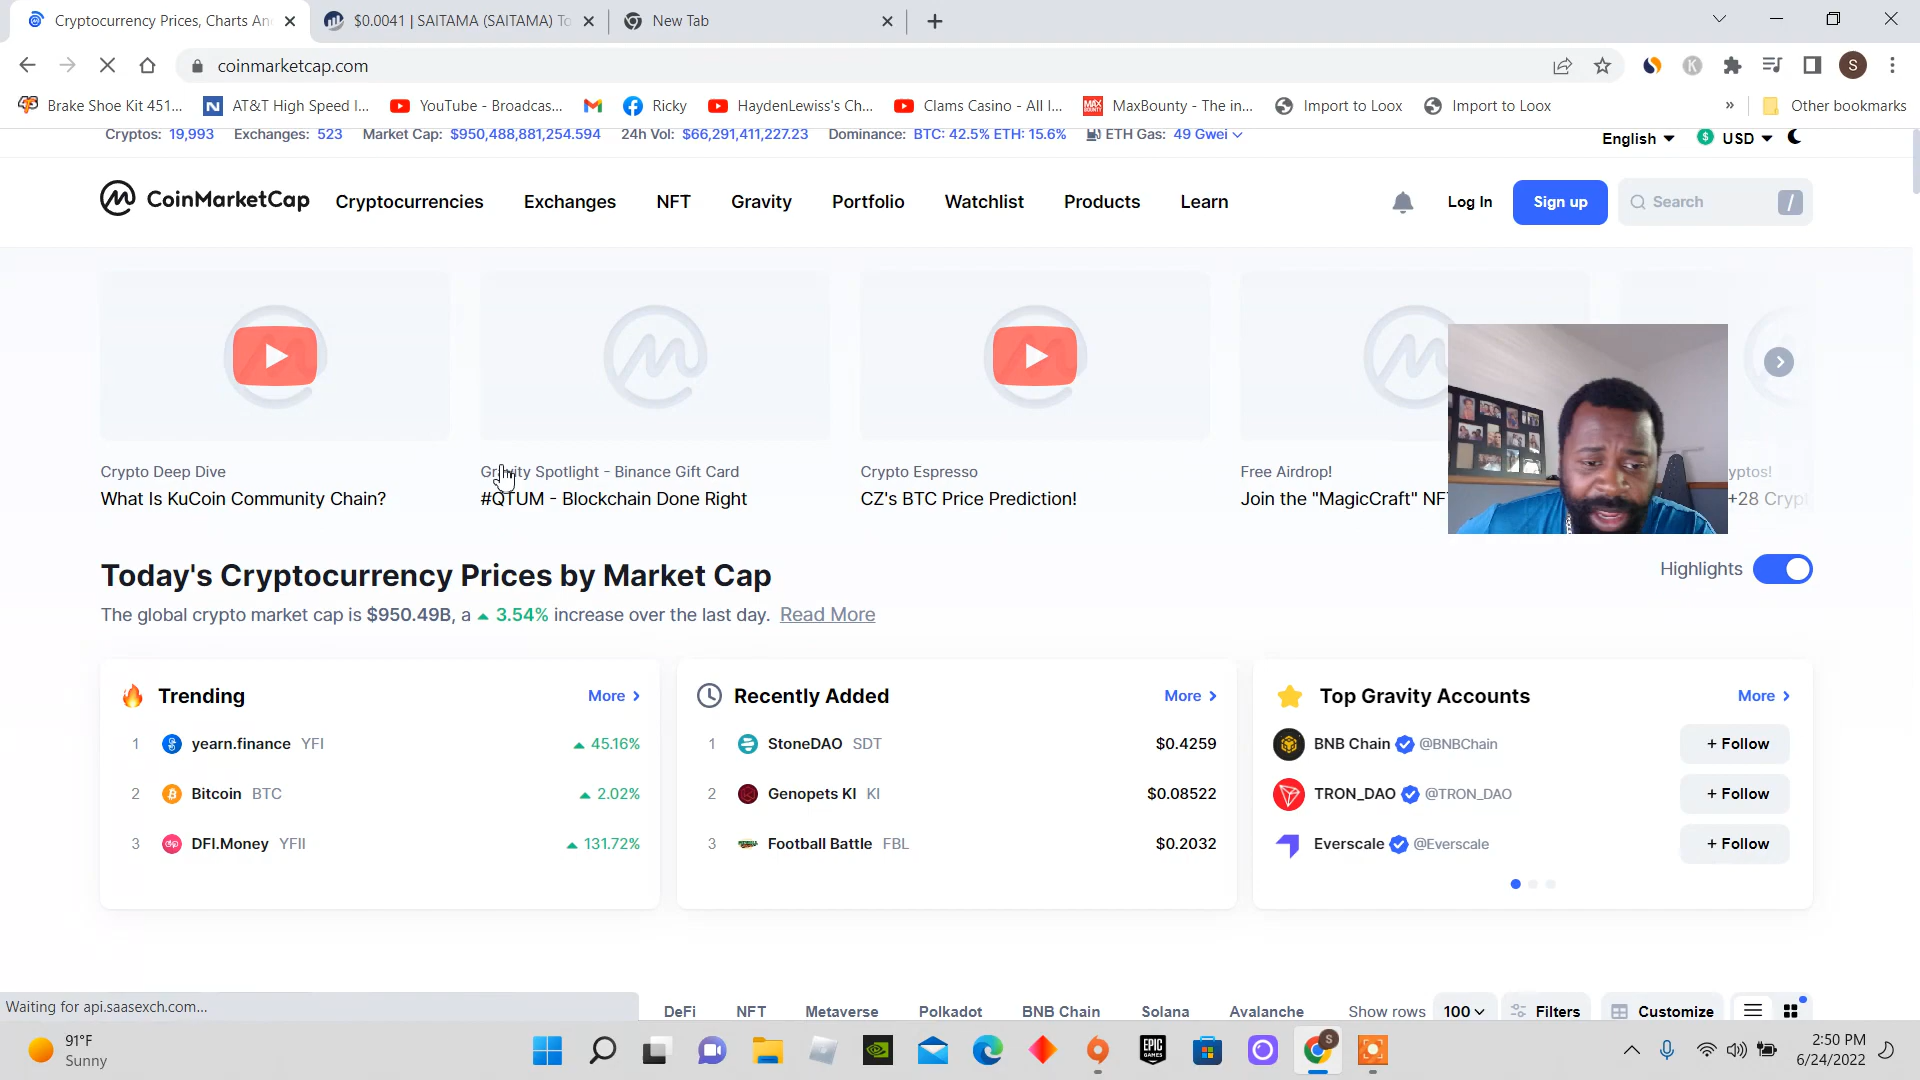 Cryptocurrency Prices, Charts An
$0.0041 | SAITAMA (SAITAMA) To
New Tab
coinmarketcap.com
S
Brake Shoe Kit 451...
AT&T High Speed I...
YouTube - Broadcas...
Ricky
HaydenLewiss's Ch...
Clams Casino - All I...
MaxBounty - The in...
Import to Loox
Import to Loox
»
Other bookmarks
Cryptos: 19,993 Exchanges: 523 Market Cap: $950,488,881,254.594 24h Vol: $66,291,411,227.23 Dominance: BTC: 42.5% ETH: 15.6% ETH Gas: 49 Gwei
English USD
CoinMarketCap Cryptocurrencies Exchanges NFT Gravity Portfolio Watchlist Products Learn Log In Sign up Search /
Crypto Deep Dive
What Is KuCoin Community Chain?
Gravity Spotlight - Binance Gift Card
#QTUM - Blockchain Done Right
Crypto Espresso
CZ's BTC Price Prediction!
Free Airdrop!
Join the "MagicCraft" NF
yptos!
+28 Crypt
Today's Cryptocurrency Prices by Market Cap
Highlights
The global crypto market cap is $950.49B, a 3.54% increase over the last day. Read More
Trending More >
1 yearn.finance YFI 45.16%
2 Bitcoin BTC 2.02%
3 DFI.Money YFII 131.72%
Recently Added More >
1 StoneDAO SDT $0.4259
2 Genopets KI KI $0.08522
3 Football Battle FBL $0.2032
Top Gravity Accounts More >
BNB Chain @BNBChain + Follow
TRON_DAO @TRON_DAO + Follow
Everscale @Everscale + Follow
Waiting for api.saasexch.com...
DeFi NFT Metaverse Polkadot BNB Chain Solana Avalanche Show rows 100 Filters Customize
91°F
Sunny
EPIC
GAMES
S
2:50 PM
6/24/2022